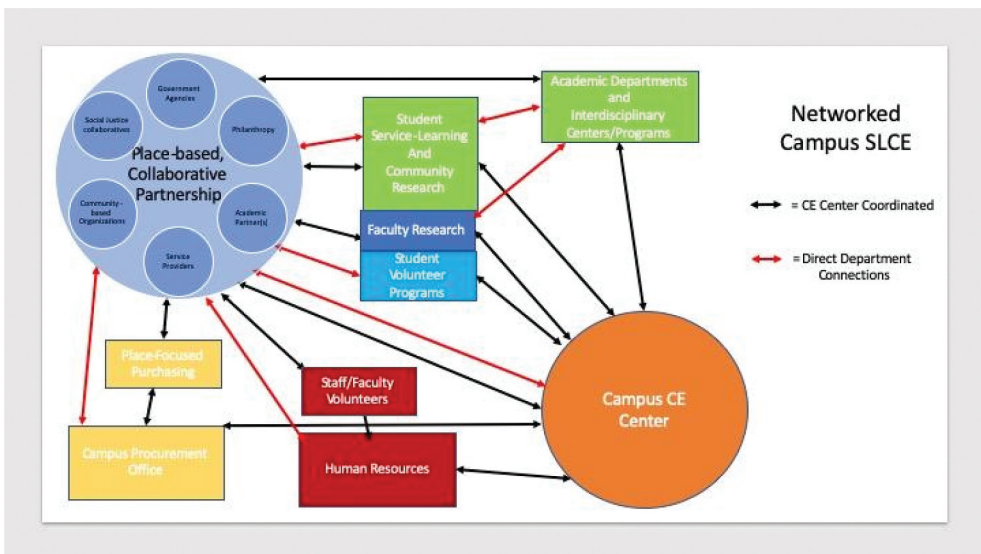 Government
Agencies
Social Justice
collaboratives
Philanthropy
Place-based,
Collaborative
Partnership
Community -
based
Organizations
Academic
Partner(s)
Service
Providers
Student
Service -Learning
And
Community
Research
Faculty Research
Student
Volunteer
Programs
Academic Departments
and
Interdisciplinary
Centers/Programs
Networked
Campus SLCE
= CE Center Coordinated
= Direct Department
Connections
Place-Focused
Purchasing
Campus Procurement
Office
Staff/Faculty
Volunteers
Human Resources
Campus CE
Center